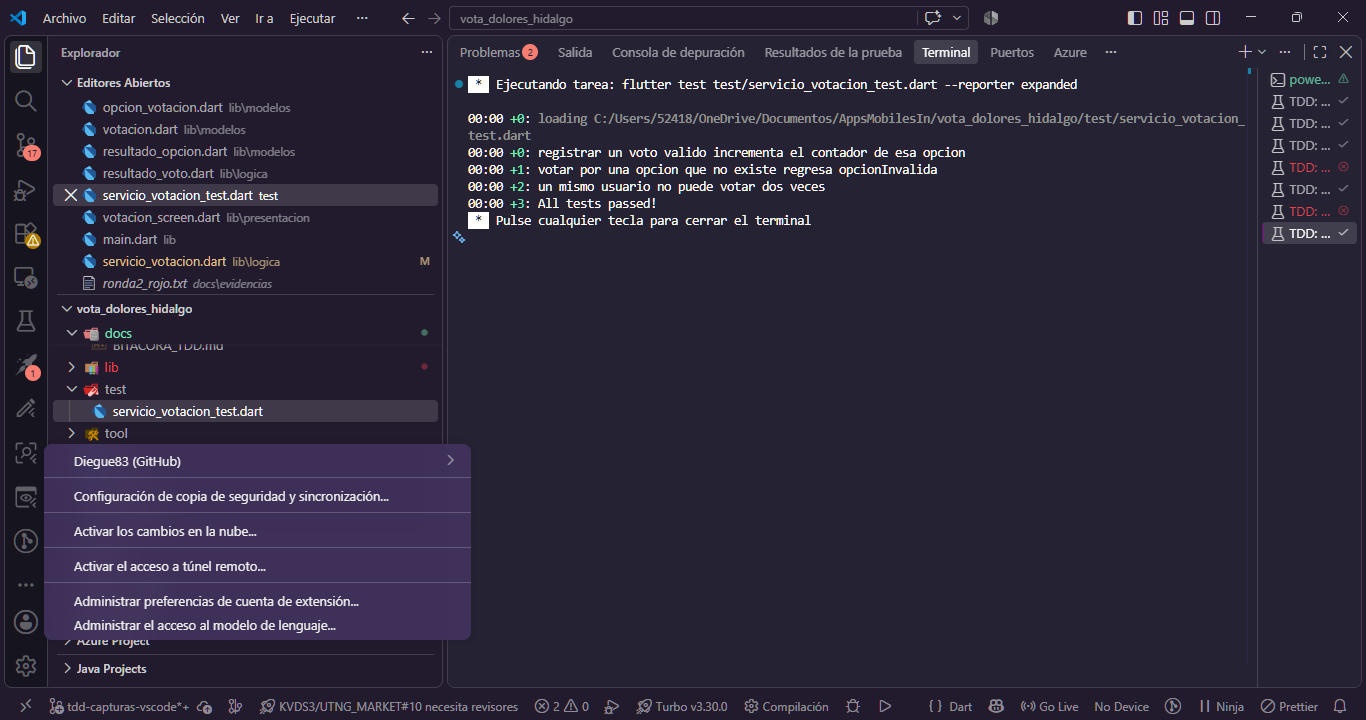 Archivo Editar Selección Ver Ir a Ejecutar ···
vota_dolores_hidalgo
Explorador
Editores Abiertos
opcion_votacion.dart lib\modelos
votacion.dart lib\modelos
resultado_opcion.dart lib\modelos
resultado_voto.dart lib\logica
servicio_votacion_test.dart test
votacion_screen.dart lib\presentacion
main.dart lib
servicio_votacion.dart lib\logica M
ronda2_rojo.txt docs\evidencias
vota_dolores_hidalgo
docs
BITACORA_TDD.md
lib
test
servicio_votacion_test.dart
tool
Diegue83 (GitHub)
Configuración de copia de seguridad y sincronización...
Activar los cambios en la nube...
Activar el acceso a túnel remoto...
Administrar preferencias de cuenta de extensión...
Administrar el acceso al modelo de lenguaje...
Azure Project
Java Projects
17
1
Problemas 2 Salida Consola de depuración Resultados de la prueba Terminal Puertos Azure ···
* Ejecutando tarea: flutter test test/servicio_votacion_test.dart --reporter expanded
00:00 +0: loading C:/Users/52418/OneDrive/Documentos/AppsMobilesIn/vota_dolores_hidalgo/test/servicio_votacion_
test.dart
00:00 +0: registrar un voto valido incrementa el contador de esa opcion
00:00 +1: votar por una opcion que no existe regresa opcionInvalida
00:00 +2: un mismo usuario no puede votar dos veces
00:00 +3: All tests passed!
* Pulse cualquier tecla para cerrar el terminal
powe...
TDD: ...
TDD: ...
TDD: ...
TDD: ...
TDD: ...
TDD: ...
TDD: ...
tdd-capturas-vscode*+ KVDS3/UTNG_MARKET#10 necesita revisores 2 0 Turbo v3.30.0 Compilación { } Dart Go Live No Device Ninja Prettier